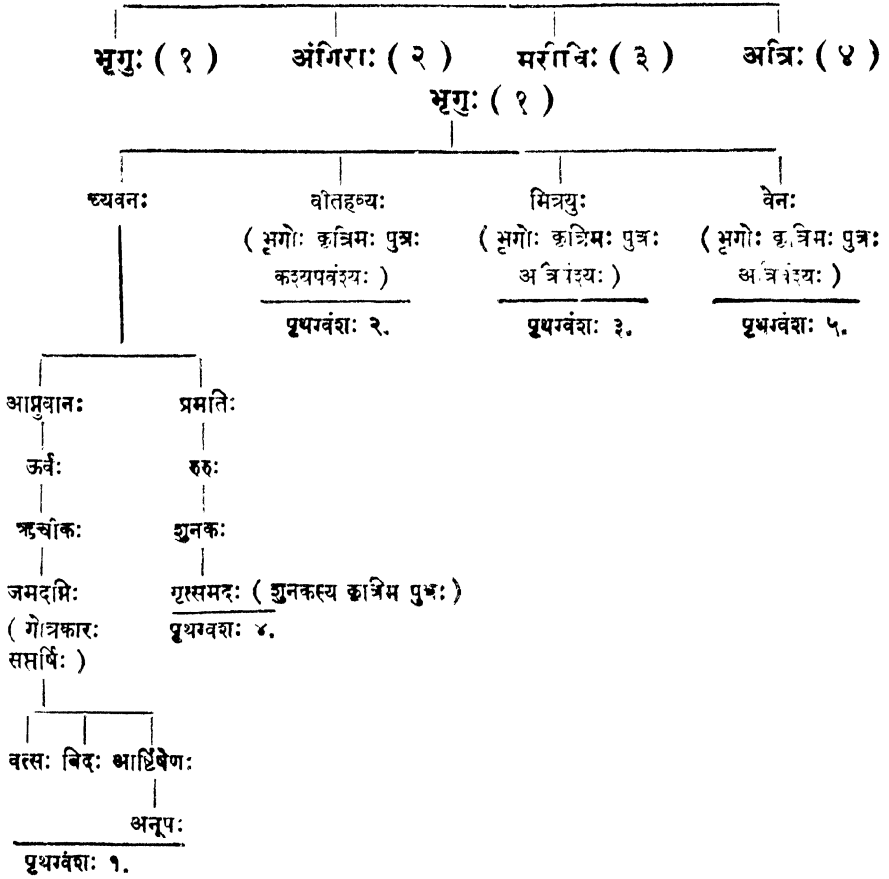 भृगुः ( १ ) अंगिराः ( २ ) मरीचिः ( ३ ) अत्रिः ( ४ )
भृगुः ( १ )
च्यवनः वीतहव्यः मित्रयुः वेनः
( भृगोः कृत्रिमः पुत्रः ( भृगोः कृत्रिमः पुत्रः ( भृगोः कृत्रिमः पुत्रः
कश्यपवंश्यः ) अत्रिवंश्यः ) अत्रिवंश्यः )
पृथग्वंशः २. पृथग्वंशः ३. पृथग्वंशः ५.
आप्नुवानः प्रमतिः
ऊर्वः रुरुः
ऋचीकः शुनकः
जमदग्निः गृत्समदः ( शुनकस्य कृत्रिम पुत्रः )
( गोत्रकारः पृथग्वशः ४.
सप्तर्षिः )
वत्सः बिदः आर्ष्टिषेणः
अनूपः
पृथग्वंशः १.